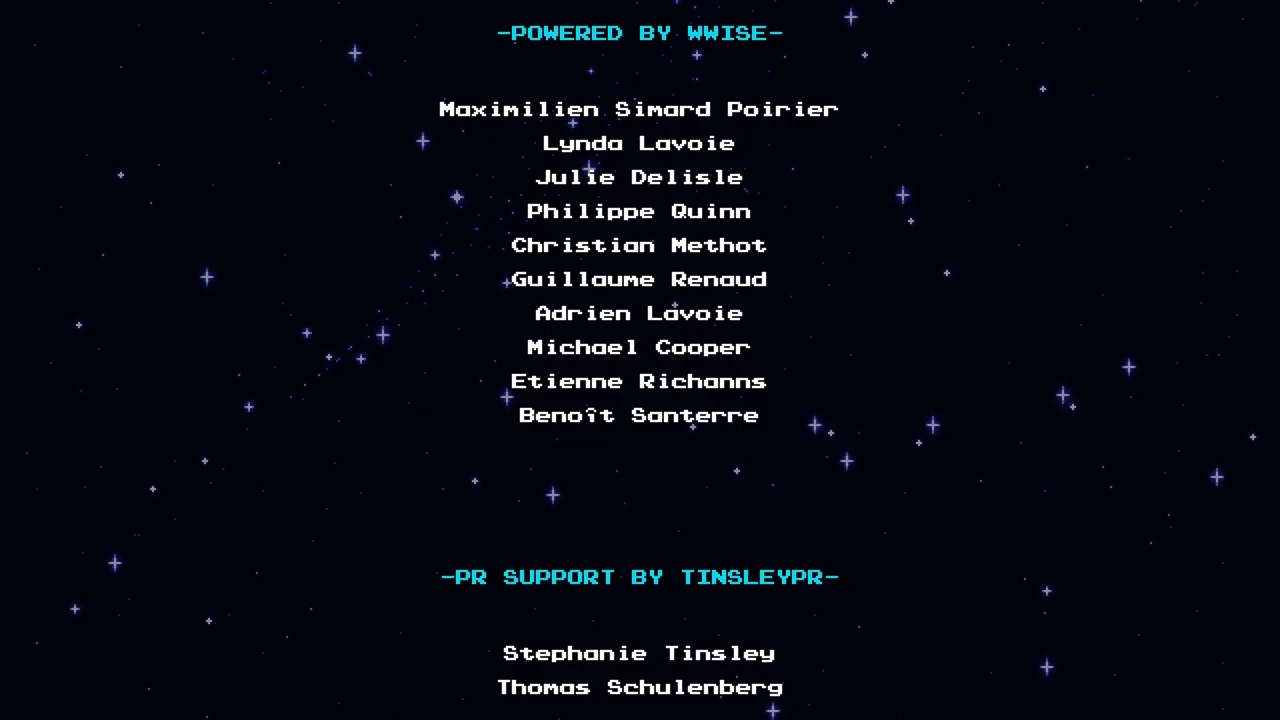 -POWERED BY WWISE-
Maximilien Simard Poirier
Lynda Lavoie
Julie Delisle
Philippe Quinn
Christian Methot
Guillaume Renaud
Adrien Lavoie
Michael Cooper
Etienne Richanns
Benoît Santerre
-PR SUPPORT BY TINSLEYPR-
Stephanie Tinsley
Thomas Schulenberg